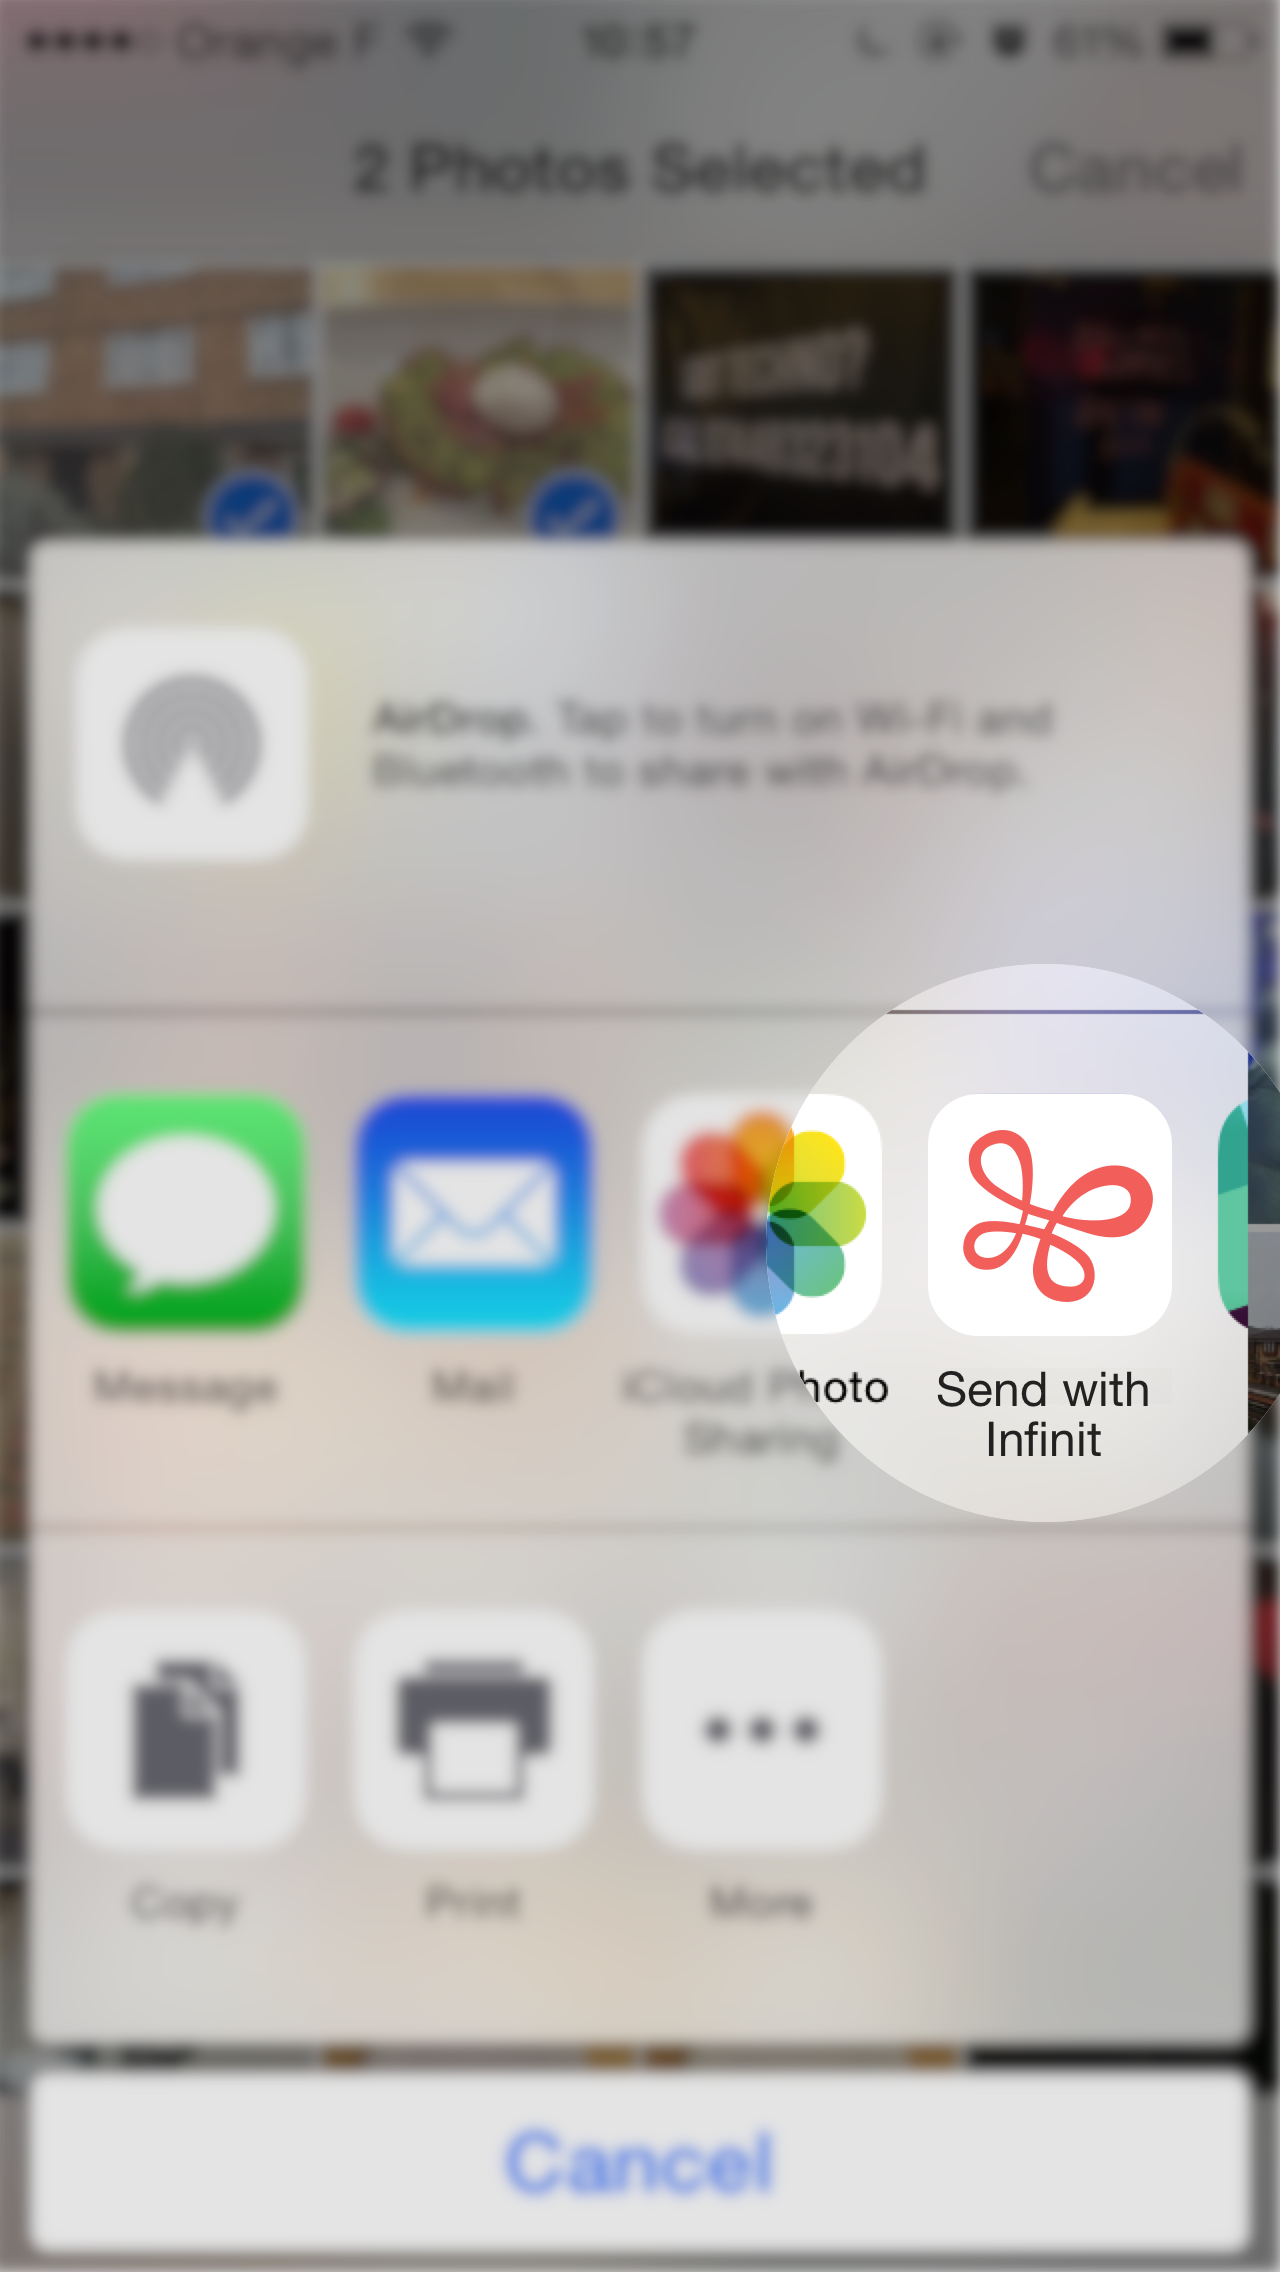 Orange F 10:57 61%
2 Photos Selected Cancel
AirDrop. Tap to turn on Wi-Fi and
Bluetooth to share with AirDrop.
Message Mail iCloud Photo Send with
Sharing Infinit
Copy Print More
Cancel